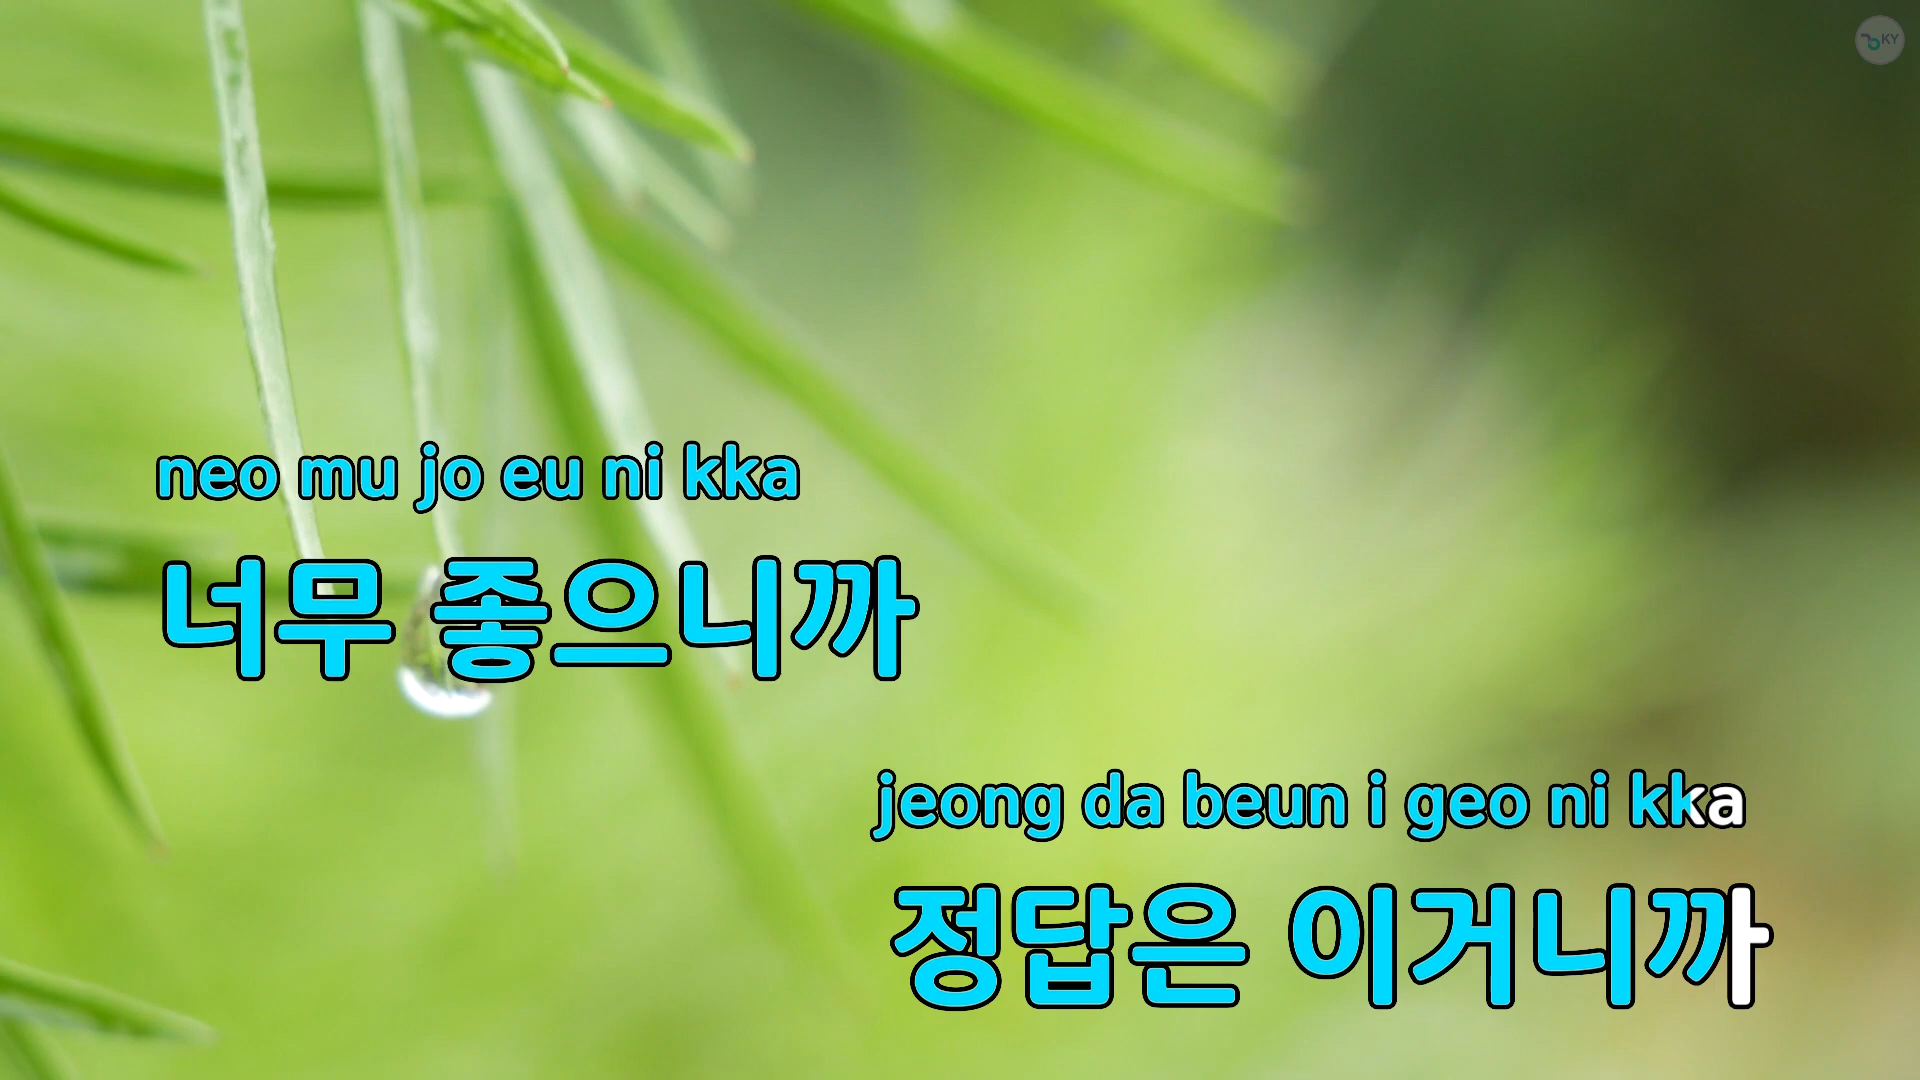 KY
neo mu jo eu ni kka
너무 좋으니까
jeong da beun i geo ni kka
정답은 이거니까